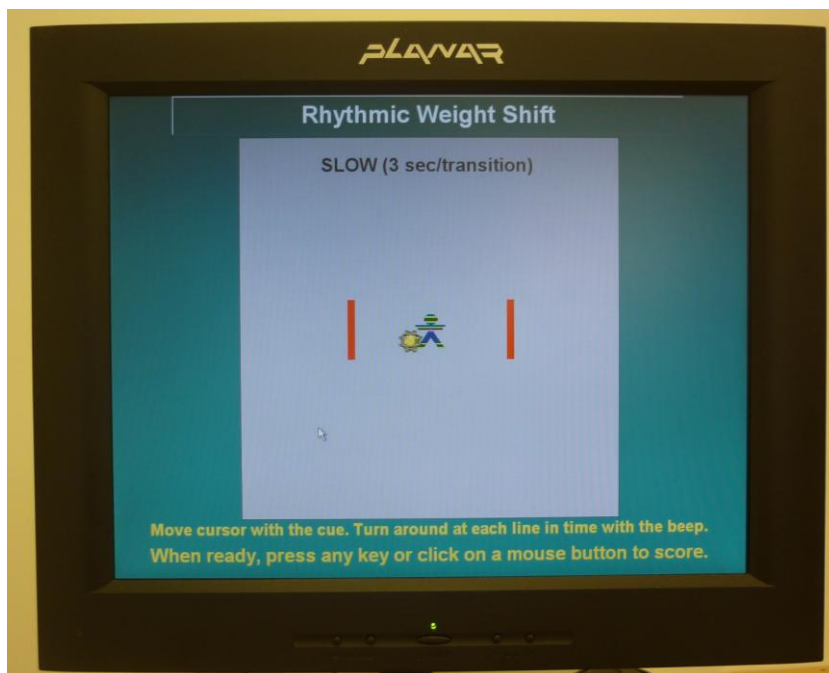 PLANAR
Rhythmic Weight Shift
SLOW (3 sec/transition)
Move cursor with the cue. Turn around at each line in time with the beep.
When ready, press any key or click on a mouse button to score.